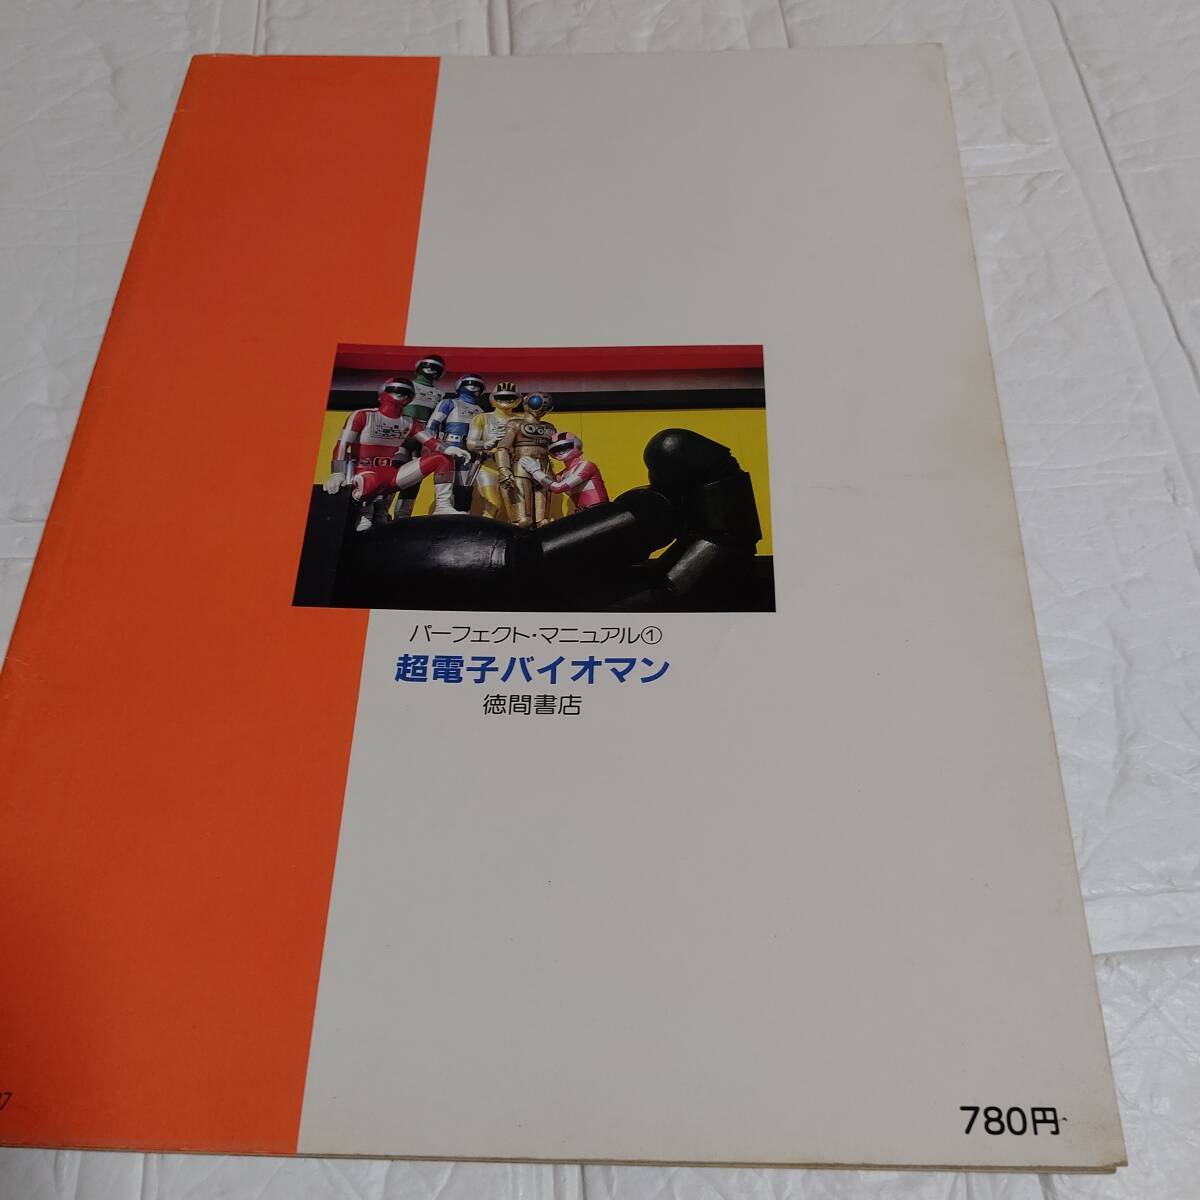 パーフェクト・マニュアル①
超電子バイオマン
徳間書店
780円